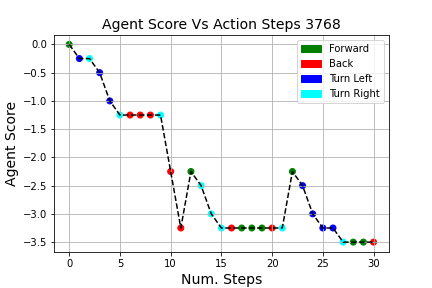 Agent Score Vs Action Steps 3768
Forward
Back
Turn Left
Turn Right
Agent Score
0.0
−0.5
−1.0
−1.5
−2.0
−2.5
−3.0
−3.5
0 5 10 15 20 25 30
Num. Steps